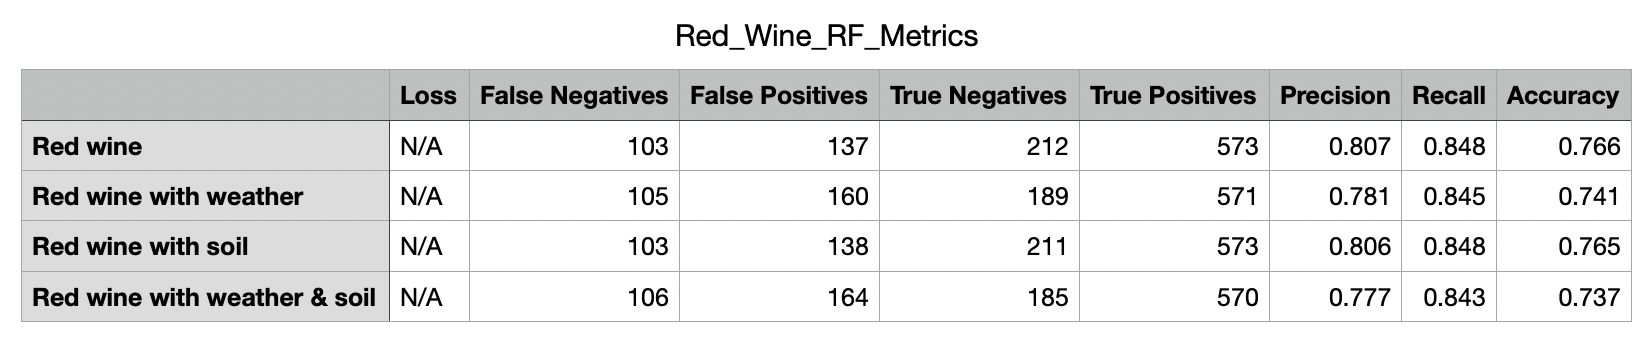 Red_Wine_RF_Metrics
Loss False Negatives False Positives True Negatives True Positives Precision Recall Accuracy
Red wine N/A 103 137 212 573 0.807 0.848 0.766
Red wine with weather N/A 105 160 189 571 0.781 0.845 0.741
Red wine with soil N/A 103 138 211 573 0.806 0.848 0.765
Red wine with weather & soil N/A 106 164 185 570 0.777 0.843 0.737